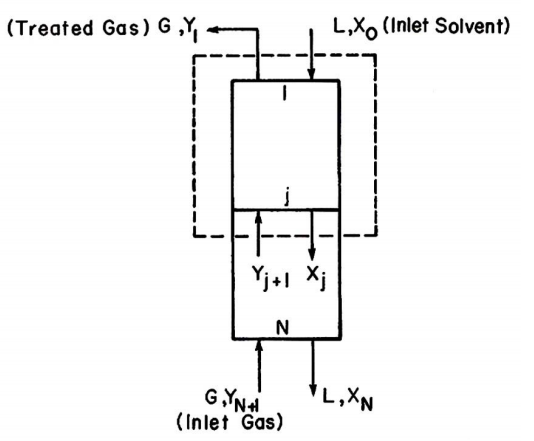 (Treated Gas) G ,Y1 L,X0 (Inlet Solvent)
1
j
Yj+1 Xj
N
G ,YN+1 L,XN
(Inlet Gas)